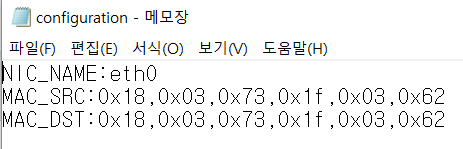 configuration - 메모장
파일(F) 편집(E) 서식(O) 보기(V) 도움말(H)
NIC_NAME:eth0
MAC_SRC:0x18,0x03,0x73,0x1f,0x03,0x62
MAC_DST:0x18,0x03,0x73,0x1f,0x03,0x62